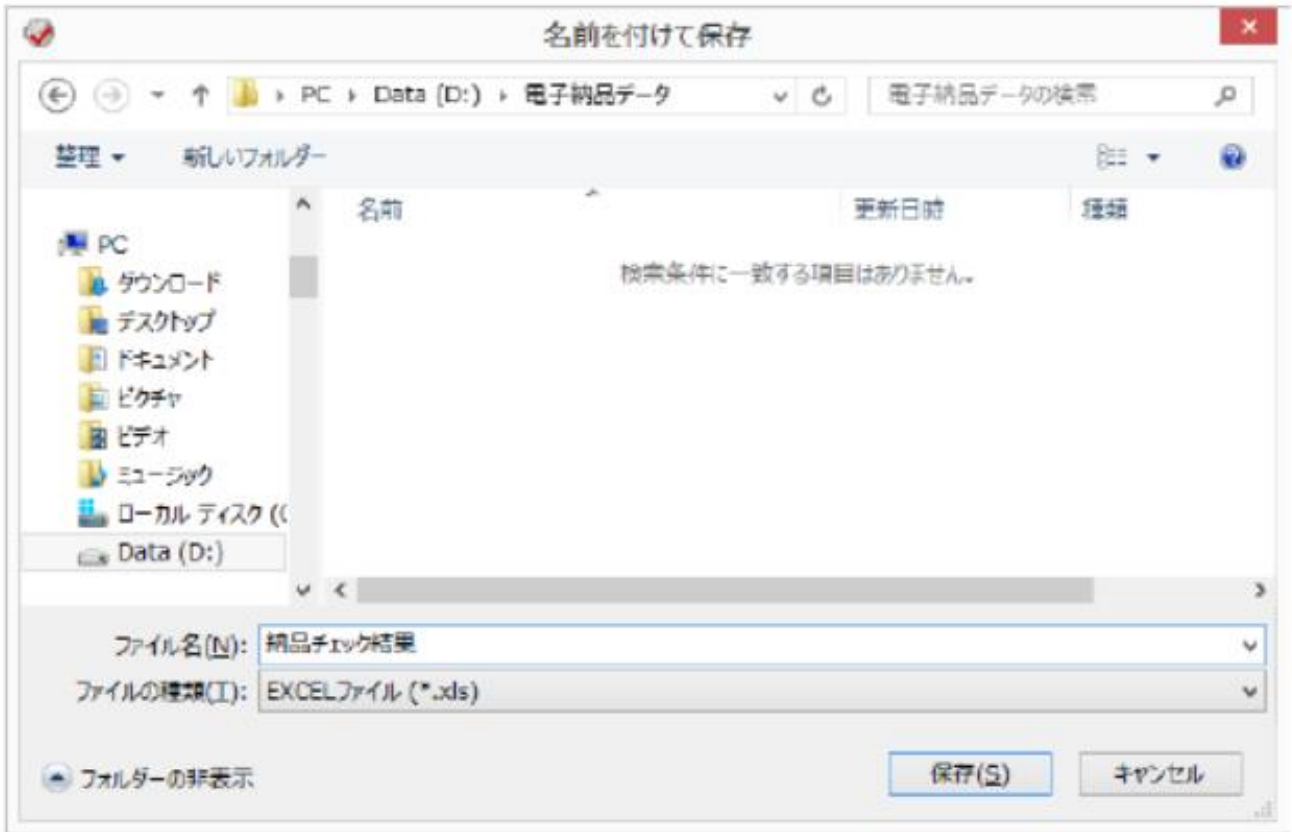 名前を付けて保存
PC Data (D:) 電子納品データ 電子納品データの検索
整理 新しいフォルダー
名前 更新日時 種類
検索条件に一致する項目はありません。
PC
ダウンロード
デスクトップ
ドキュメント
ピクチャ
ビデオ
ミュージック
ローカル ディスク ((
Data (D:)
ファイル名(N): 納品チェック結果
ファイルの種類(T): EXCELファイル (*.xls)
フォルダーの非表示 保存(S) キャンセル